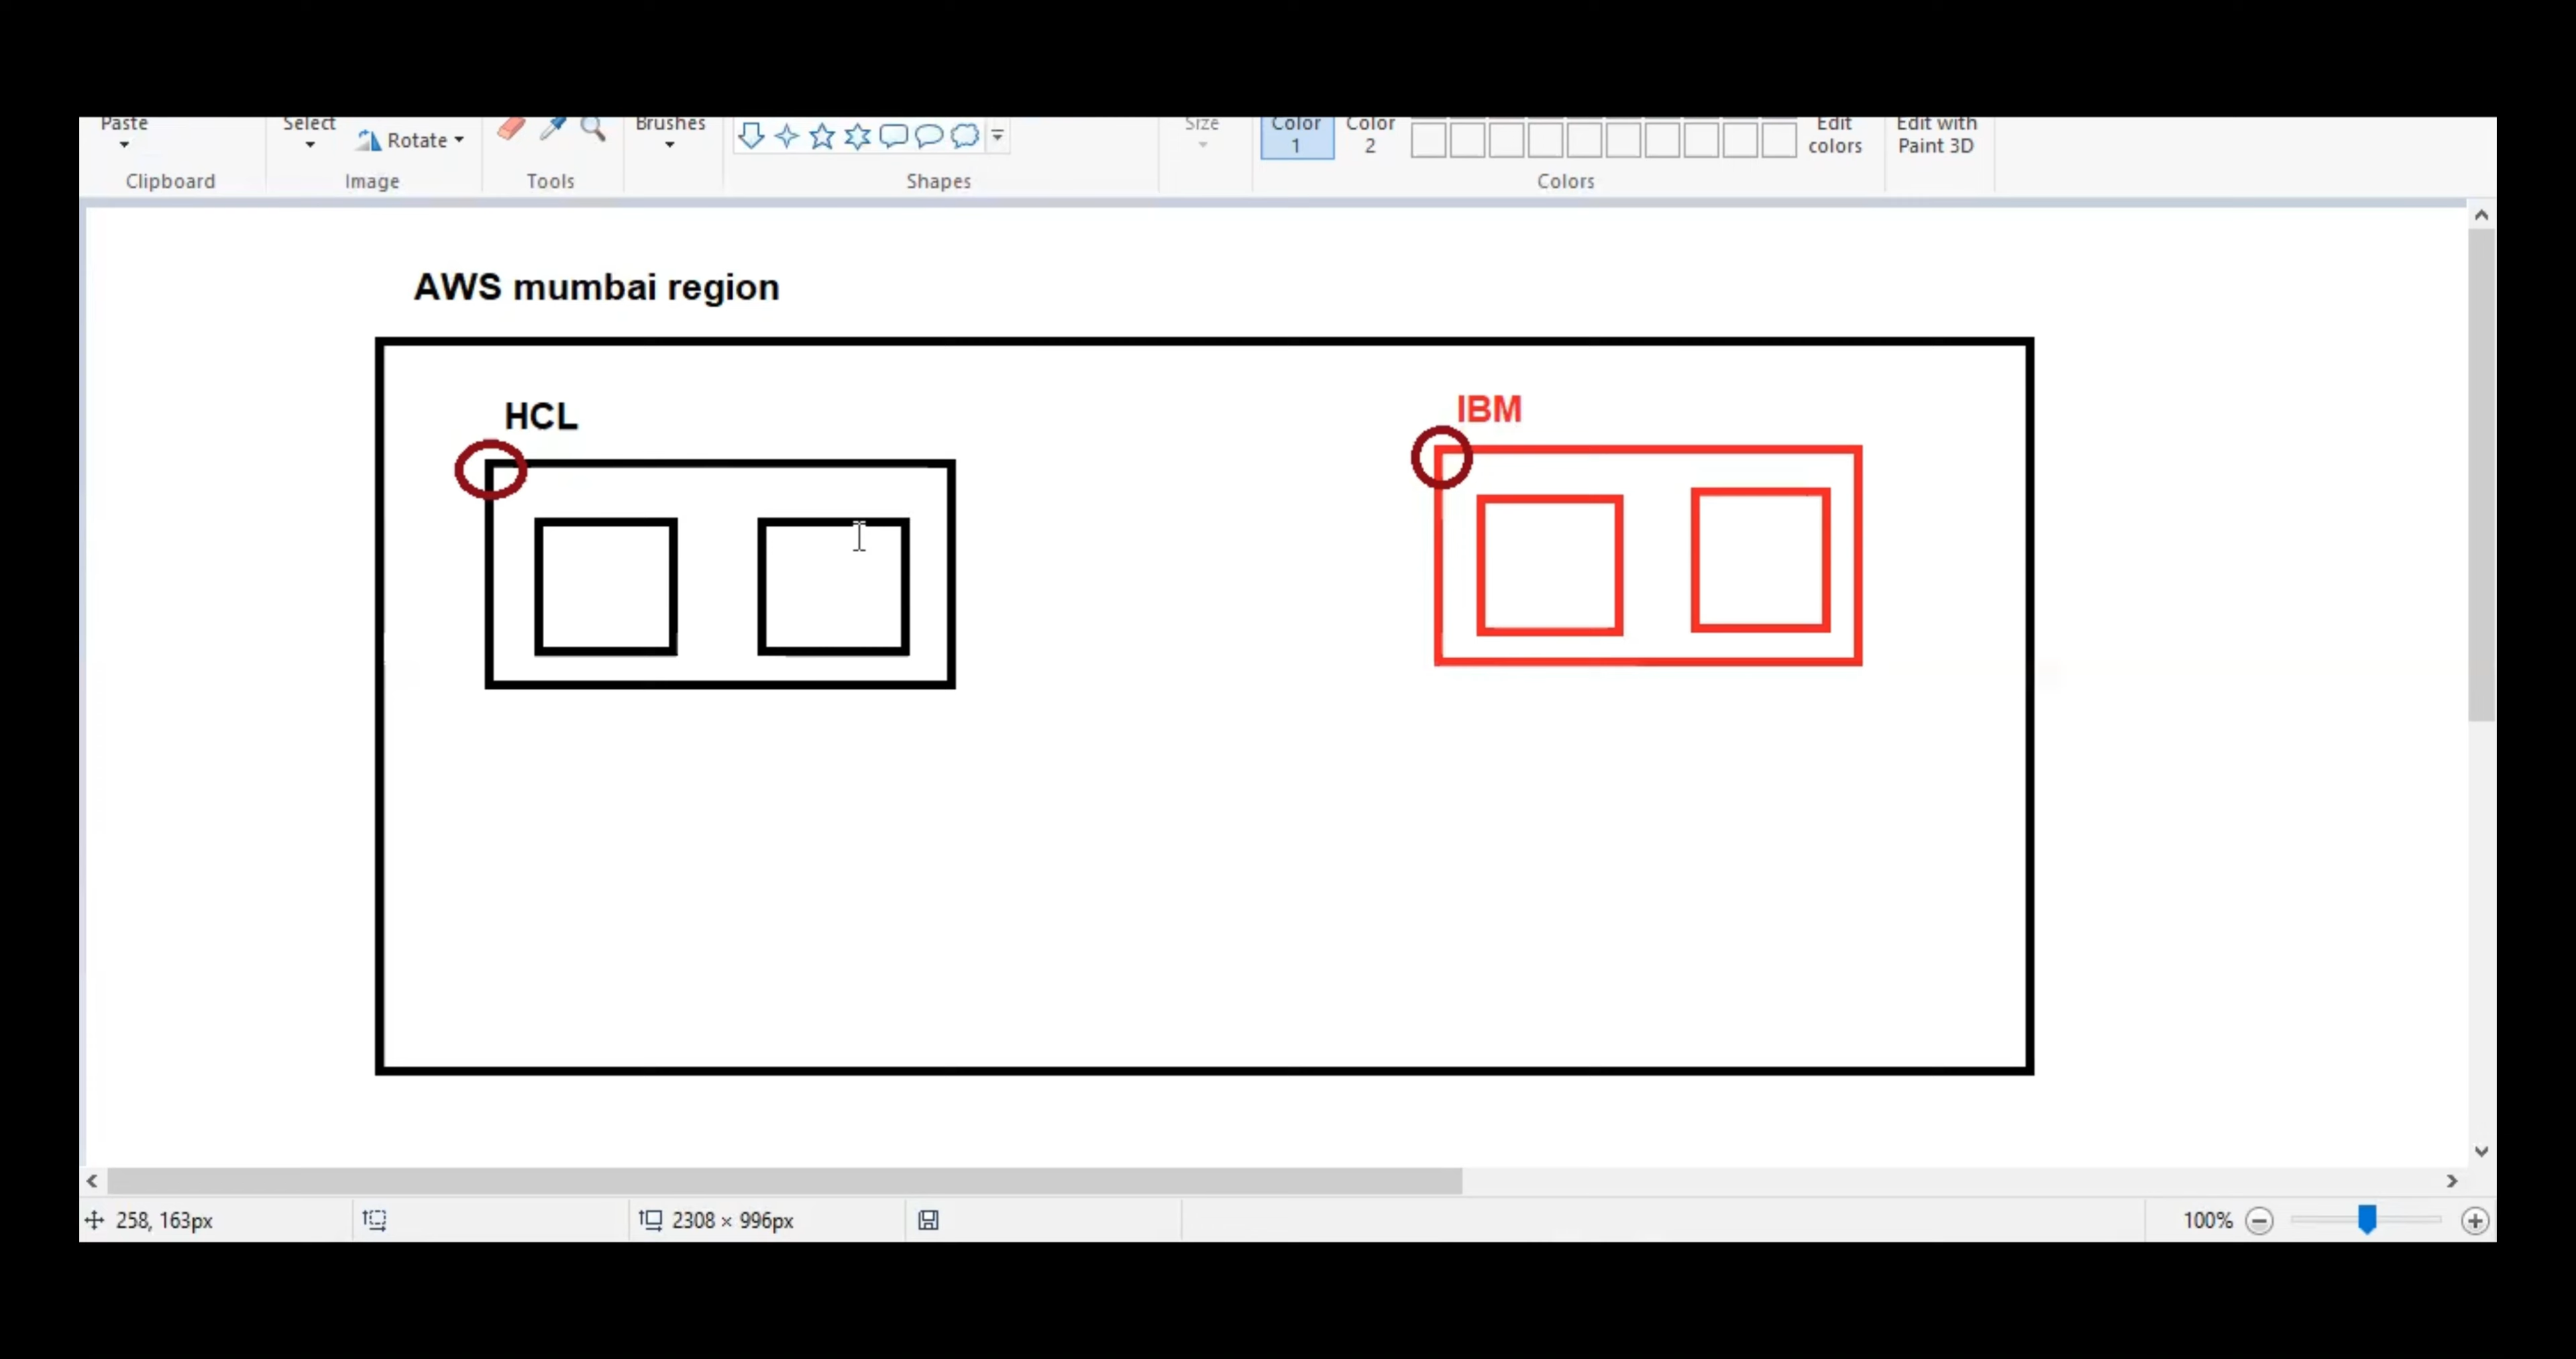 Paste
Select
Rotate
Brushes
Size
Color 1
Color 2
Edit colors
Edit with Paint 3D
Clipboard
Image
Tools
Shapes
Colors
AWS mumbai region
HCL
IBM
258, 163px
2308 × 996px
100%